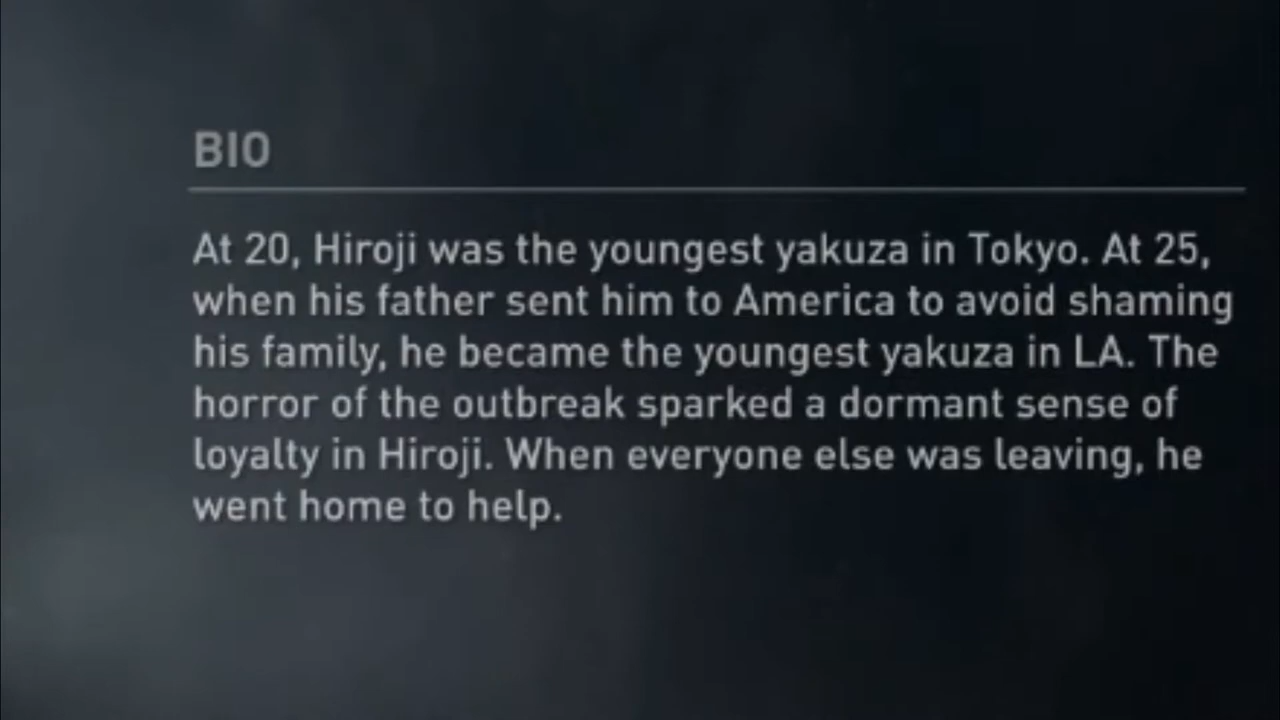 BIO
At 20, Hiroji was the youngest yakuza in Tokyo. At 25,
when his father sent him to America to avoid shaming
his family, he became the youngest yakuza in LA. The
horror of the outbreak sparked a dormant sense of
loyalty in Hiroji. When everyone else was leaving, he
went home to help.